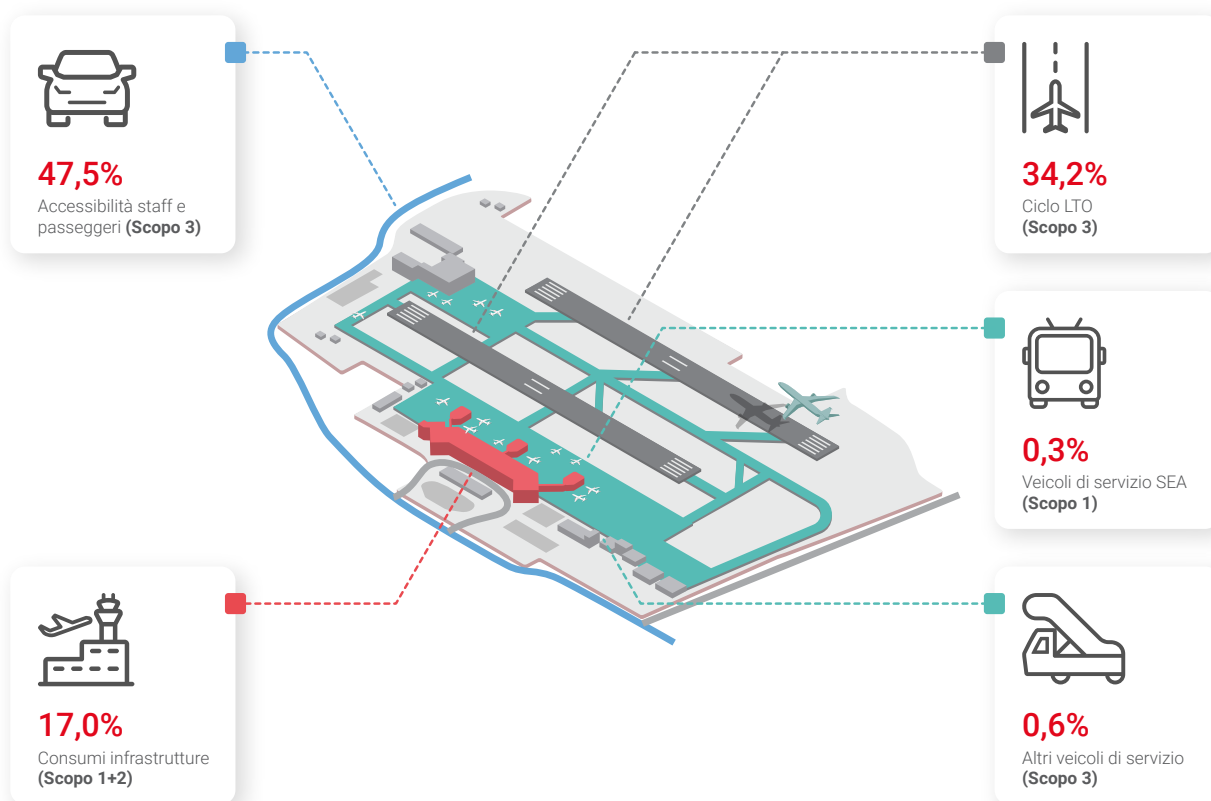 47,5%
Accessibilità staff e
passeggeri (Scopo 3)
34,2%
Ciclo LTO
(Scopo 3)
0,3%
Veicoli di servizio SEA
(Scopo 1)
17,0%
Consumi infrastrutture
(Scopo 1+2)
0,6%
Altri veicoli di servizio
(Scopo 3)